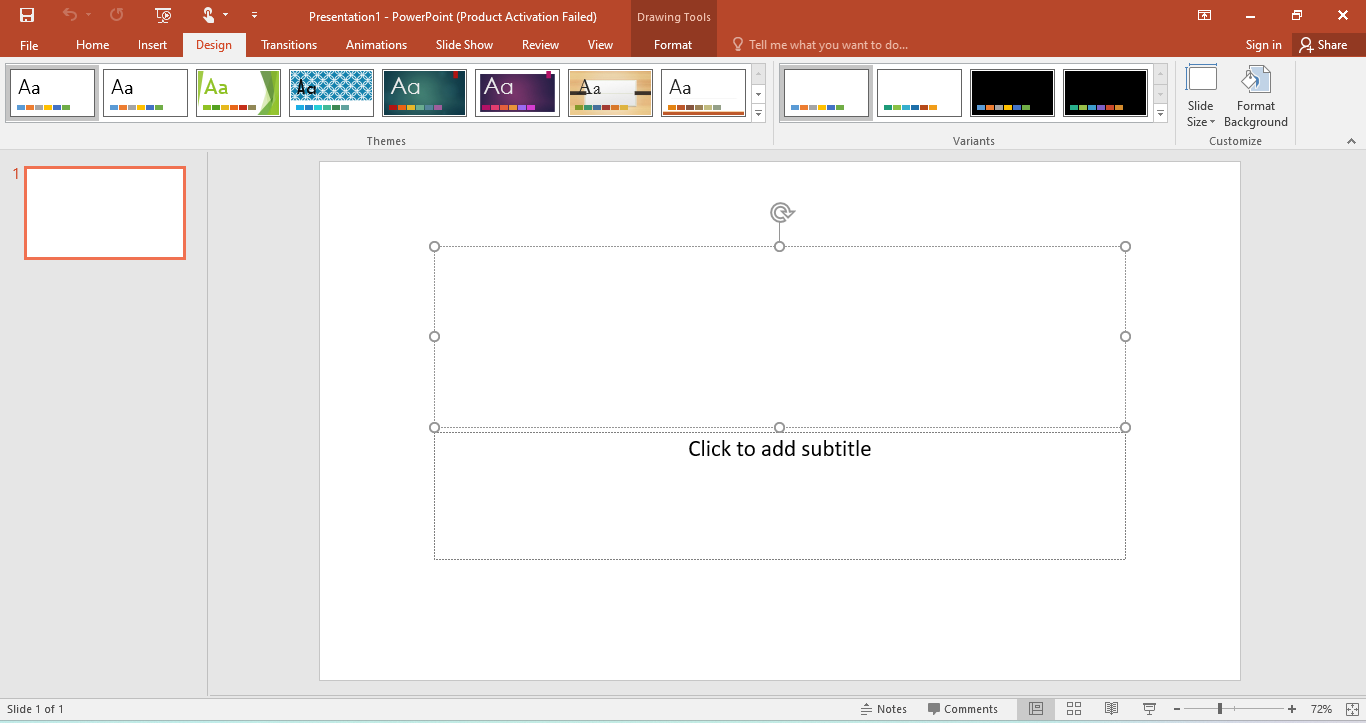 Presentation1 - PowerPoint (Product Activation Failed)
Drawing Tools
File Home Insert Design Transitions Animations Slide Show Review View Format Tell me what you want to do... Sign in Share
Aa Aa Aa Aa Aa Aa Aa Aa
Slide Size
Format Background
Themes Variants Customize
1
Click to add subtitle
Slide 1 of 1 Notes Comments 72%